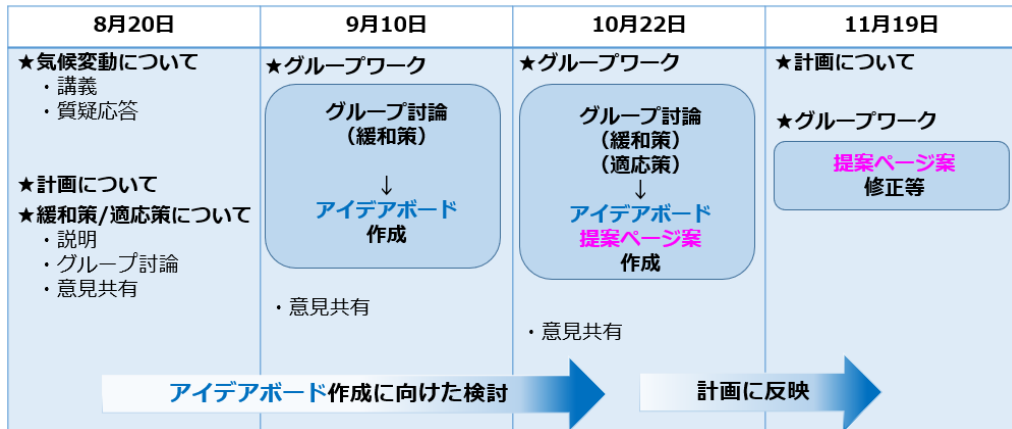 8月20日
★気候変動について
・講義
・質疑応答
★計画について
★緩和策/適応策について
・説明
・グループ討論
・意見共有
9月10日
★グループワーク
グループ討論
（緩和策）
↓
アイデアボード
作成
・意見共有
10月22日
★グループワーク
グループ討論
（緩和策）
（適応策）
↓
アイデアボード
提案ページ案
作成
・意見共有
11月19日
★計画について
★グループワーク
提案ページ案
修正等
アイデアボード作成に向けた検討
計画に反映